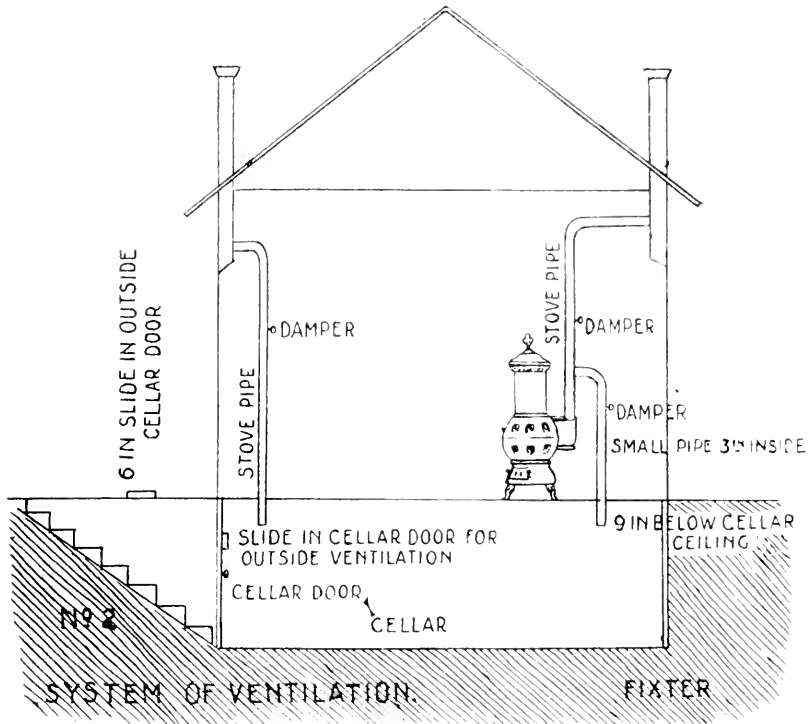 6 IN SLIDE IN OUTSIDE
CELLAR DOOR
STOVE PIPE
DAMPER
STOVE PIPE
DAMPER
DAMPER
SMALL PIPE 3IN INSIDE
9 IN BELOW CELLAR
CEILING
SLIDE IN CELLAR DOOR FOR
OUTSIDE VENTILATION
CELLAR DOOR
CELLAR
No 2
SYSTEM OF VENTILATION.
FIXTER